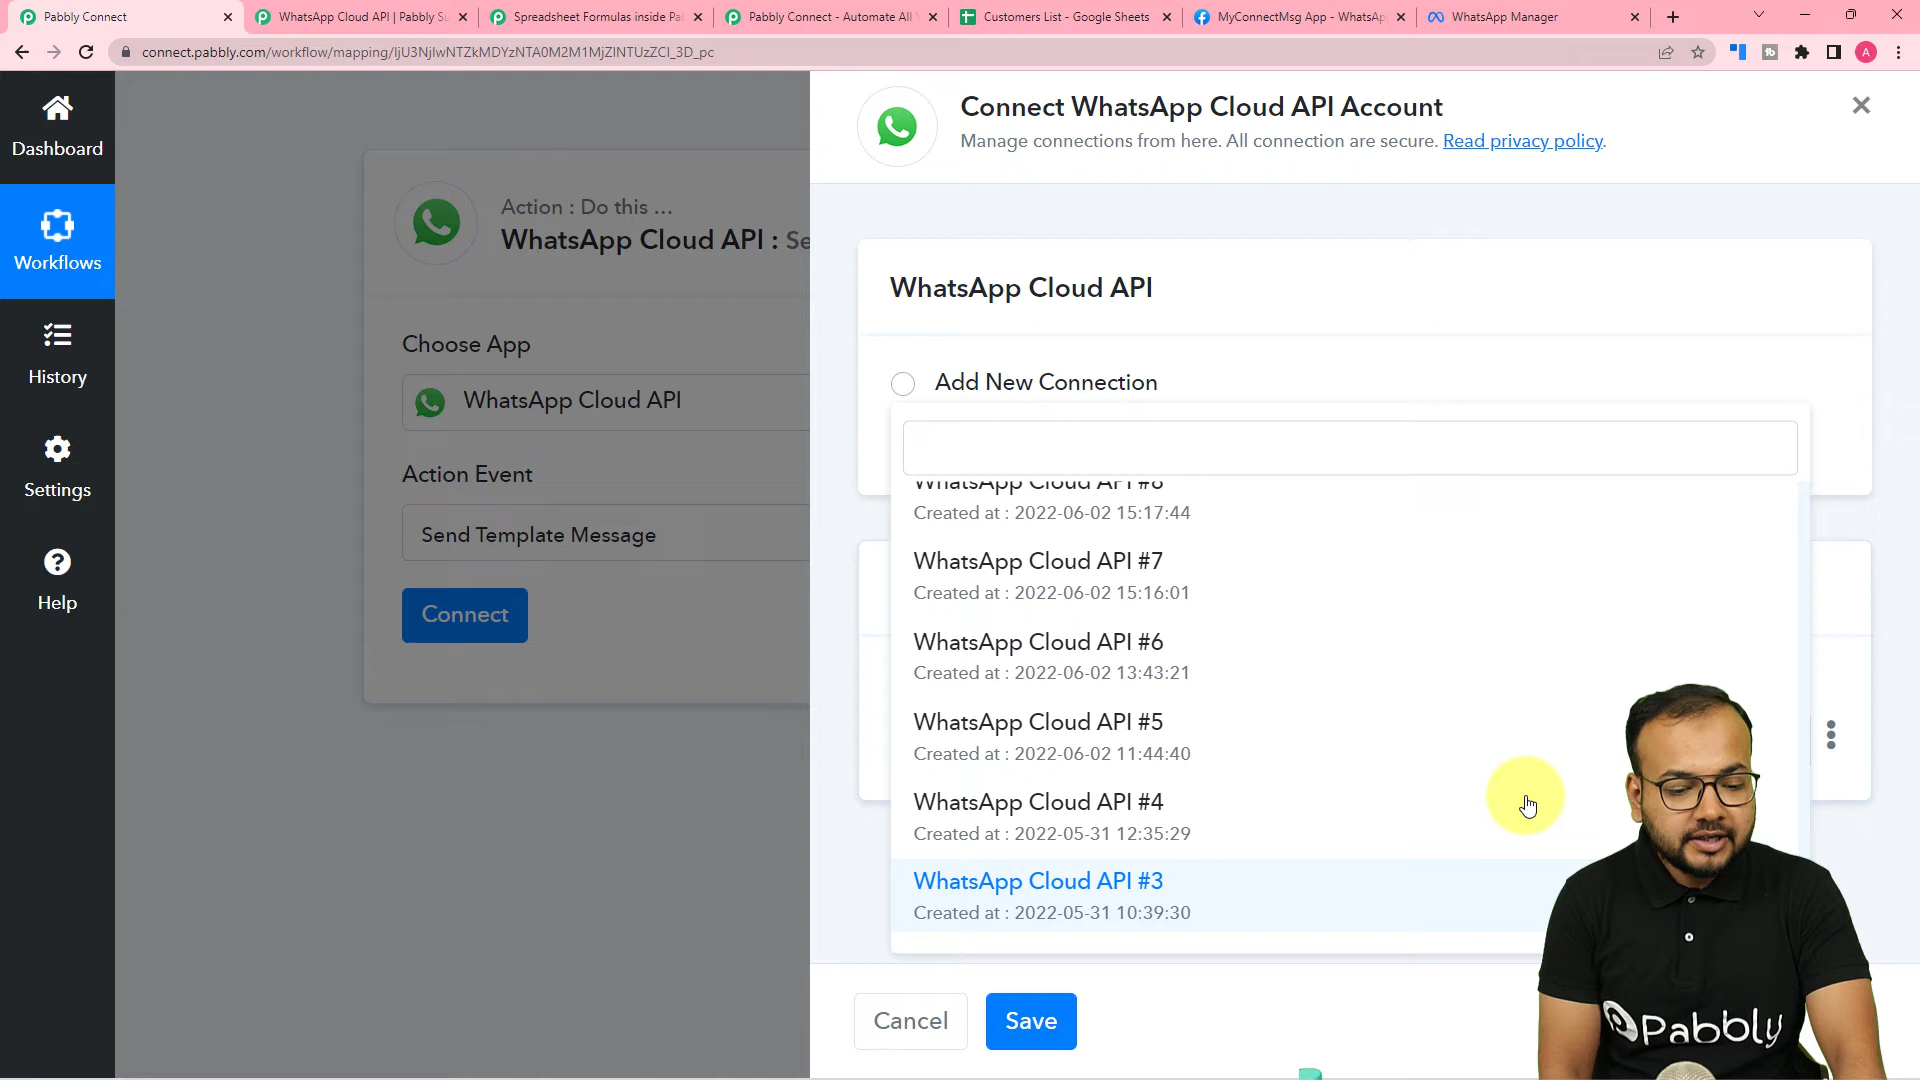 Pabbly Connect
WhatsApp Cloud API | Pabbly Su
Spreadsheet Formulas inside Pa
Pabbly Connect - Automate All
Customers List - Google Sheets
MyConnectMsg App - WhatsAp
WhatsApp Manager
connect.pabbly.com/workflow/mapping/IjU3NjIwNTZkMDYzNTA0M2M1MjZlNTUzZCI_3D_pc
A
Dashboard
Workflows
History
Settings
Help
Action : Do this ...
WhatsApp Cloud API : Se
Choose App
WhatsApp Cloud API
Action Event
Send Template Message
Connect
Connect WhatsApp Cloud API Account
Manage connections from here. All connection are secure. Read privacy policy.
WhatsApp Cloud API
Add New Connection
WhatsApp Cloud API #8
Created at : 2022-06-02 15:17:44
WhatsApp Cloud API #7
Created at : 2022-06-02 15:16:01
WhatsApp Cloud API #6
Created at : 2022-06-02 13:43:21
WhatsApp Cloud API #5
Created at : 2022-06-02 11:44:40
WhatsApp Cloud API #4
Created at : 2022-05-31 12:35:29
WhatsApp Cloud API #3
Created at : 2022-05-31 10:39:30
Cancel
Save
Pabbly